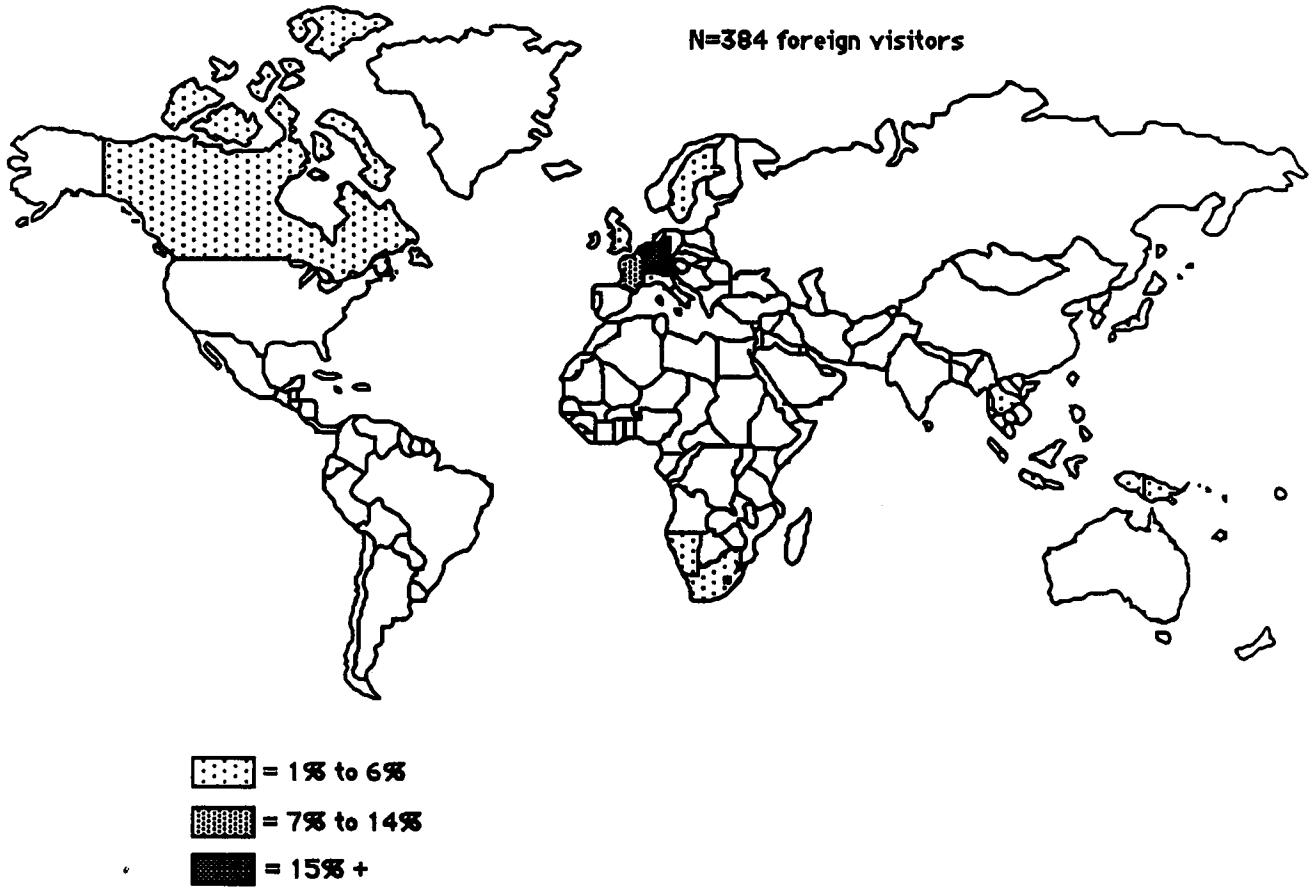 N=384 foreign visitors
= 1% to 6%
= 7% to 14%
= 15% +